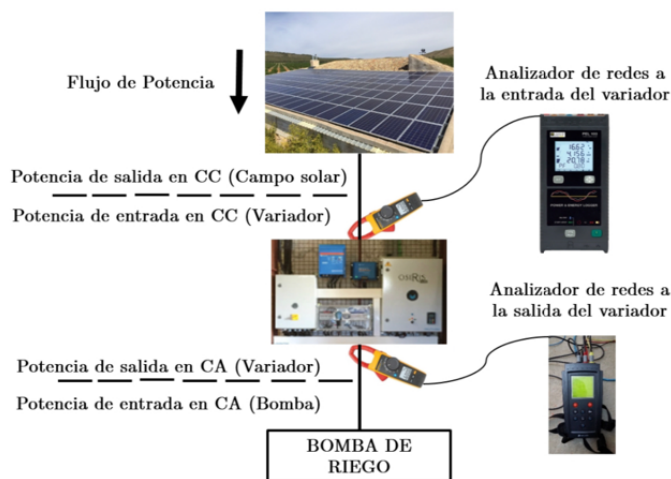 Flujo de Potencia
Analizador de redes a
la entrada del variador
Potencia de salida en CC (Campo solar)
Potencia de entrada en CC (Variador)
Analizador de redes a
la salida del variador
Potencia de salida en CA (Variador)
Potencia de entrada en CA (Bomba)
BOMBA DE
RIEGO